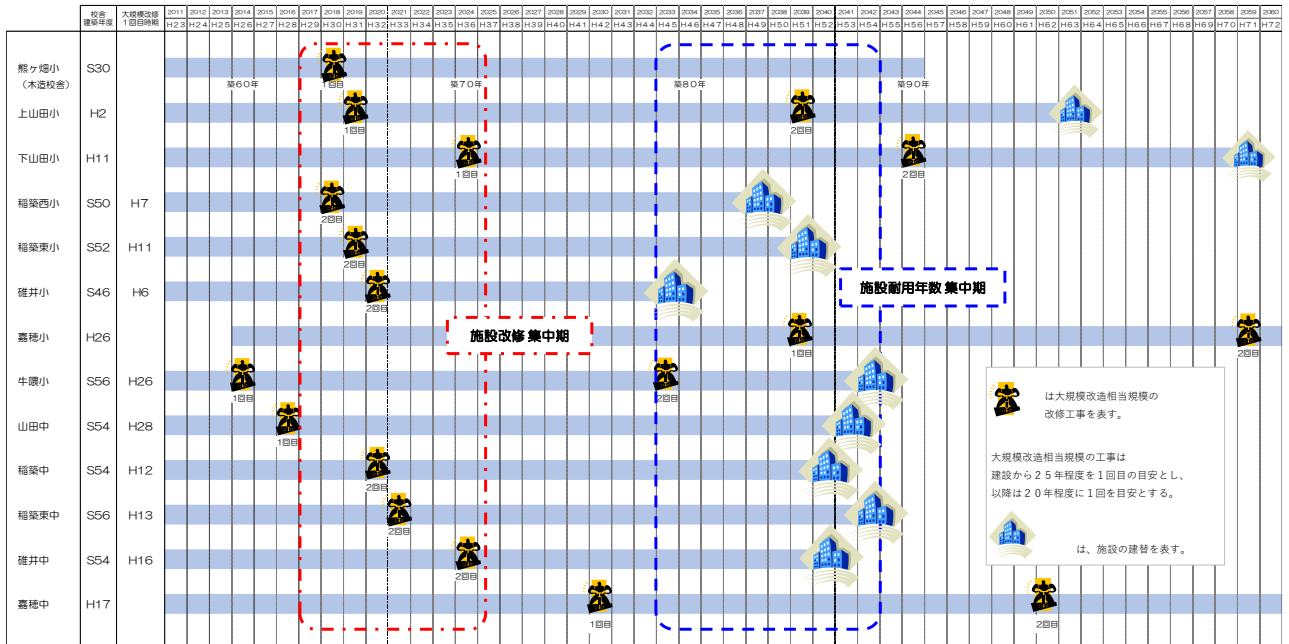 校舎 建築年度 大規模改修 1回目時期 2011 2012 2013 2014 2015 2016 2017 2018 2019 2020 2021 2022 2023 2024 2025 2026 2027 2028 2029 2030 2031 2032 2033 2034 2035 2036 2037 2038 2039 2040 2041 2042 2043 2044 2045 2046 2047 2048 2049 2050 2051 2052 2053 2054 2055 2056 2057 2058 2059 2060
H23 H24 H25 H26 H27 H28 H29 H30 H31 H32 H33 H34 H35 H36 H37 H38 H39 H40 H41 H42 H43 H44 H45 H46 H47 H48 H49 H50 H51 H52 H53 H54 H55 H56 H57 H58 H59 H60 H61 H62 H63 H64 H65 H66 H67 H68 H69 H70 H71 H72
熊ヶ畑小 S30
（木造校舎） 築60年 1回目 築70年 築80年 築90年
上山田小 H2
1回目 2回目
下山田小 H11
1回目 2回目
稲築西小 S50 H7
2回目
稲築東小 S52 H11
2回目
碓井小 S46 H6
施設耐用年数 集中期
2回目
嘉穂小 H26
施設改修 集中期
1回目 2回目
牛隈小 S56 H26
1回目 2回目
は大規模改造相当規模の
改修工事を表す。
山田中 S54 H28
1回目
大規模改造相当規模の工事は
建設から２５年程度を１回目の目安とし、
以降は２０年程度に１回を目安とする。
稲築中 S54 H12
2回目
稲築東中 S56 H13
2回目
は、施設の建替を表す。
碓井中 S54 H16
2回目
嘉穂中 H17
1回目 2回目